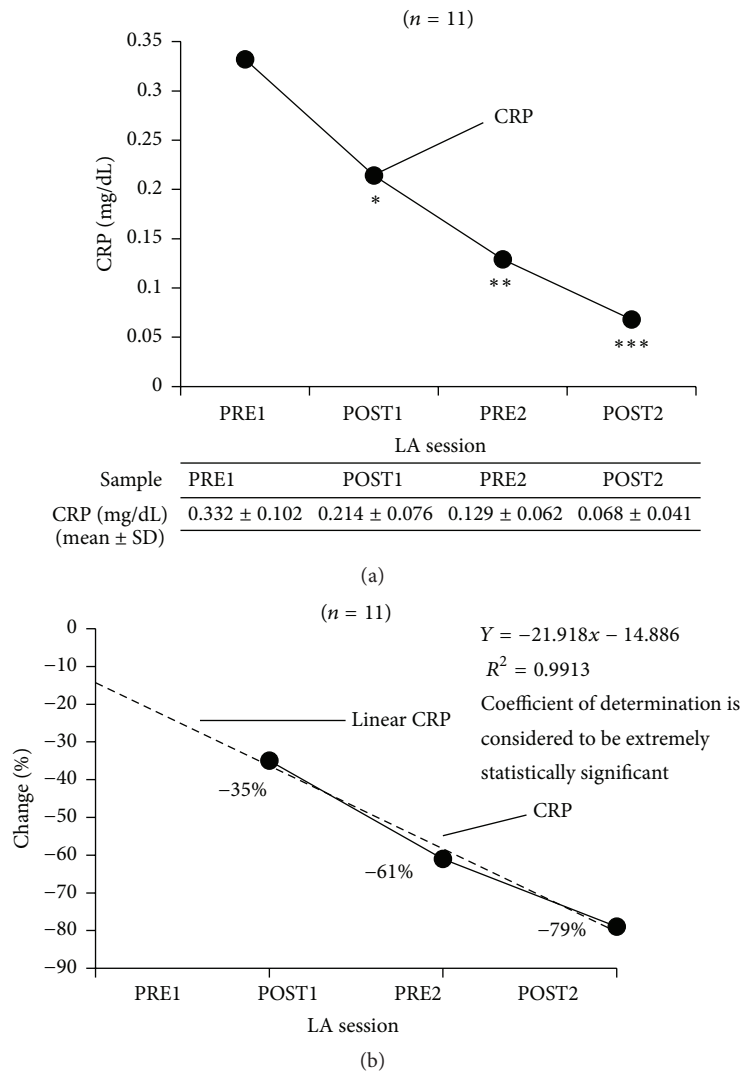 (n = 11)
0.35
0.3
0.25
0.2
0.15
0.1
0.05
0
CRP (mg/dL)
CRP
*
**
***
PRE1 POST1 PRE2 POST2
LA session
Sample PRE1 POST1 PRE2 POST2
CRP (mg/dL) 0.332 ± 0.102 0.214 ± 0.076 0.129 ± 0.062 0.068 ± 0.041
(mean ± SD)
(a)
(n = 11)
0
−10
−20
−30
−40
−50
−60
−70
−80
−90
Change (%)
Y = −21.918x − 14.886
R² = 0.9913
Coefficient of determination is
considered to be extremely
statistically significant
Linear CRP
CRP
−35%
−61%
−79%
PRE1 POST1 PRE2 POST2
LA session
(b)